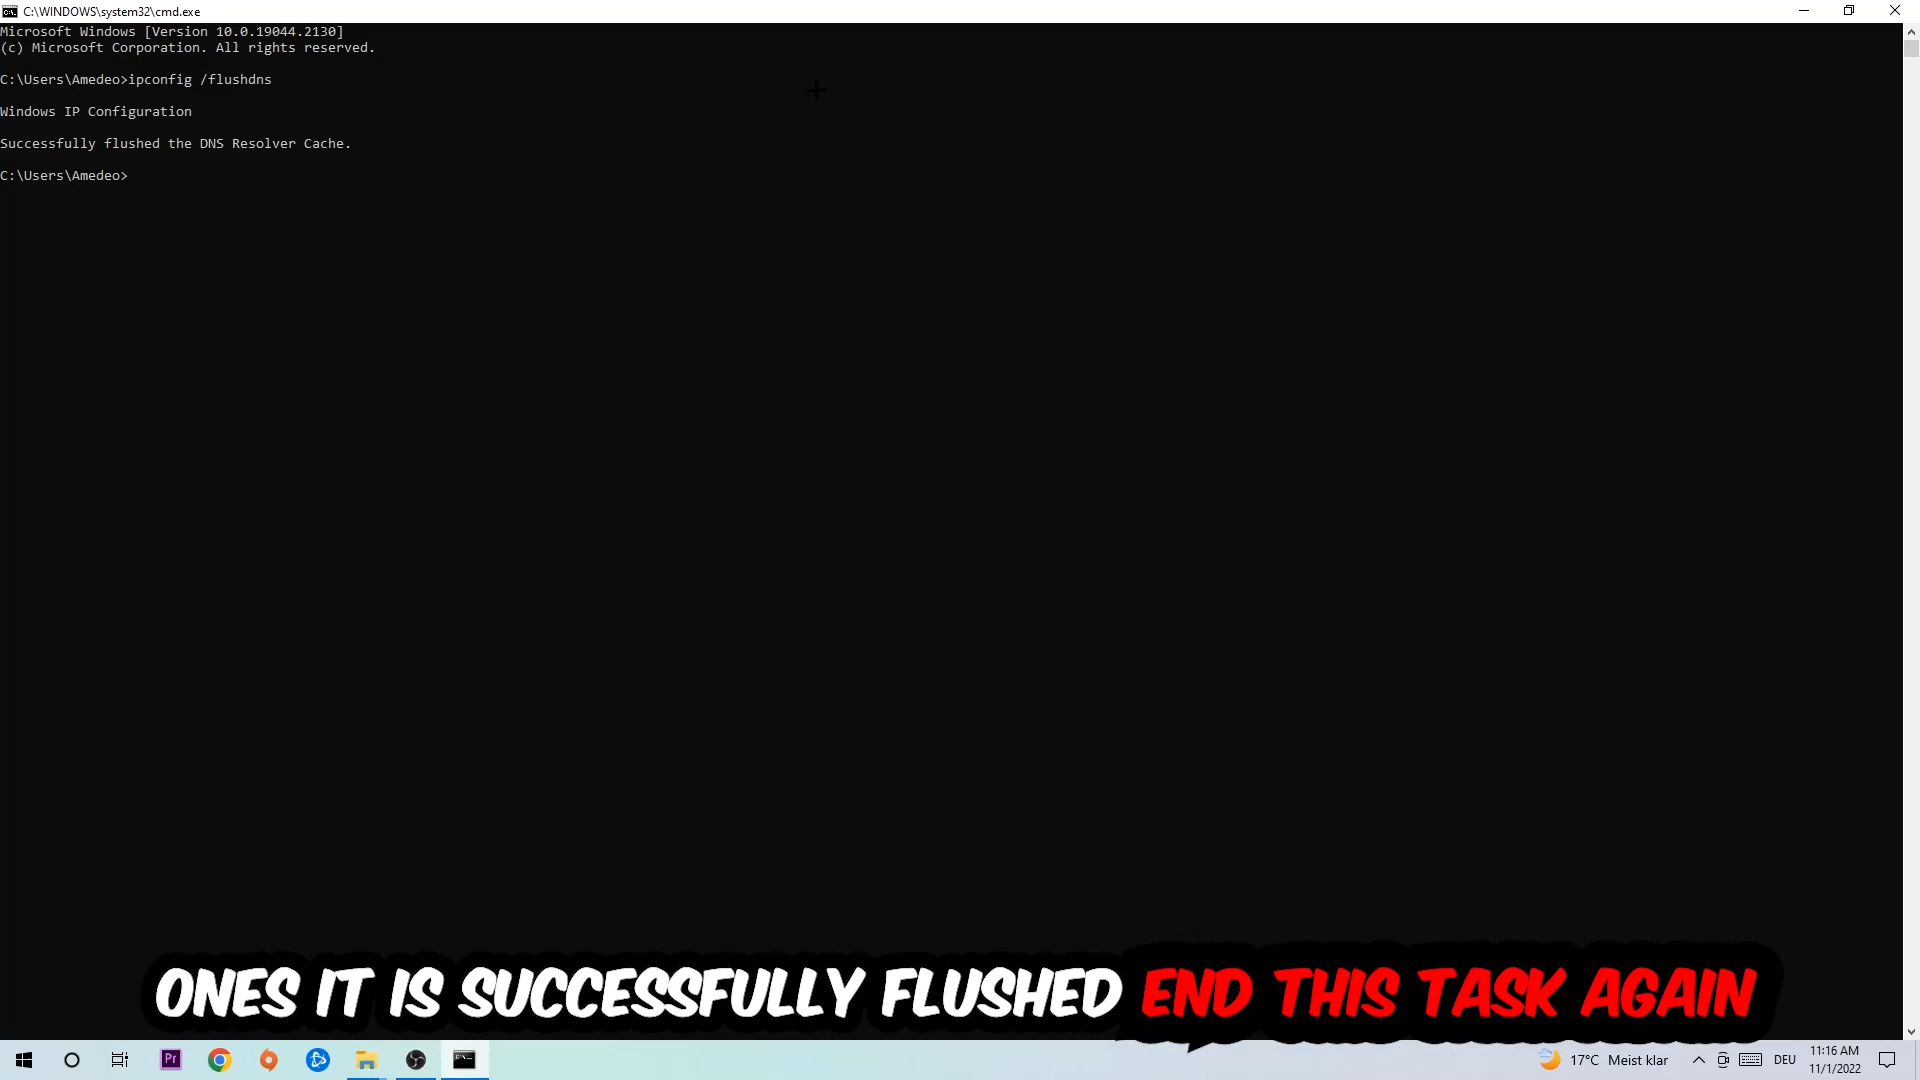 C:\WINDOWS\system32\cmd.exe
Microsoft Windows [Version 10.0.19044.2130]
(c) Microsoft Corporation. All rights reserved.
C:\Users\Amedeo>ipconfig /flushdns
Windows IP Configuration
Successfully flushed the DNS Resolver Cache.
C:\Users\Amedeo>
ONES IT IS SUCCESSFULLY FLUSHED END THIS TASK AGAIN
Pr
17°C Meist klar
DEU
11:16 AM
11/1/2022